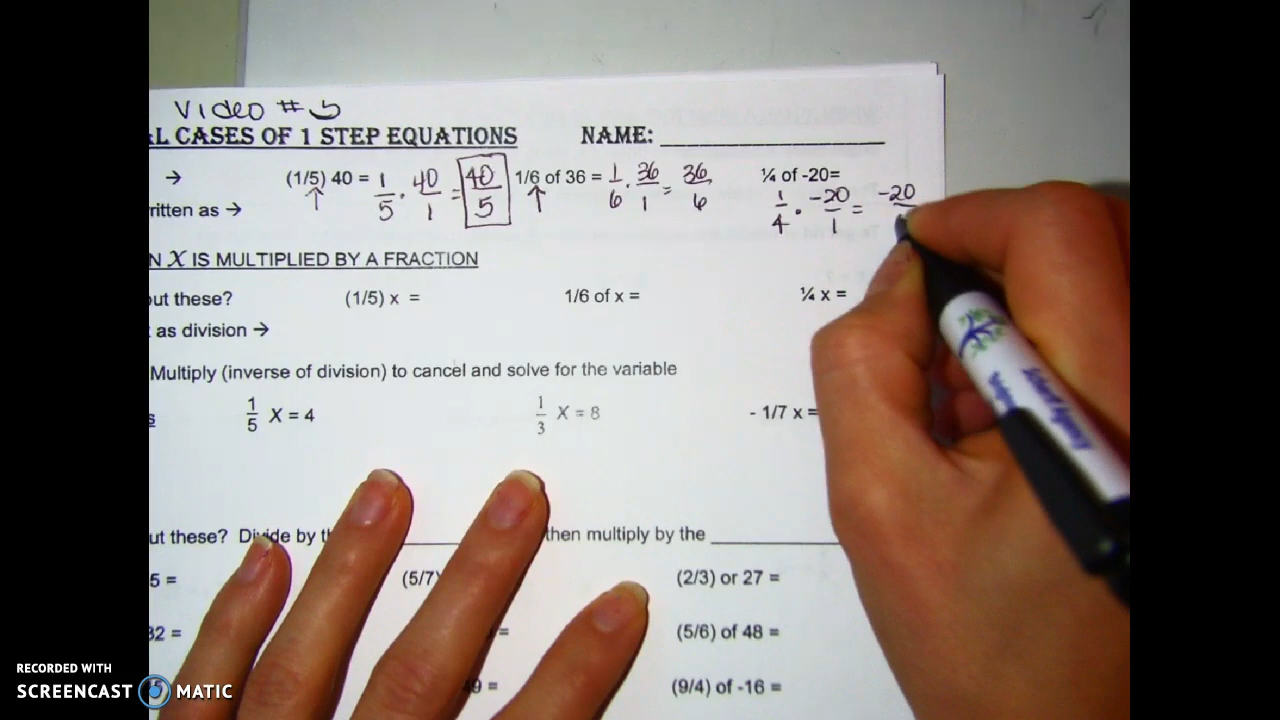 Video # 5
AL CASES OF 1 STEP EQUATIONS NAME:
→ (1/5) 40 = 1/5 · 40/1 = 40/5 1/6 of 36 = 1/6 · 36/1 = 36/6 ¼ of -20=
ritten as → 1/4 · -20/1 = -20
N X IS MULTIPLIED BY A FRACTION
out these? (1/5) x = 1/6 of x = ¼ x =
as division →
Multiply (inverse of division) to cancel and solve for the variable
s 1/5 X = 4 1/3 X = 8 - 1/7 x =
ut these? Divide by th then multiply by the
5 = (5/7) (2/3) or 27 =
32 = = (5/6) of 48 =
49 = (9/4) of -16 =
RECORDED WITH
SCREENCAST MATIC